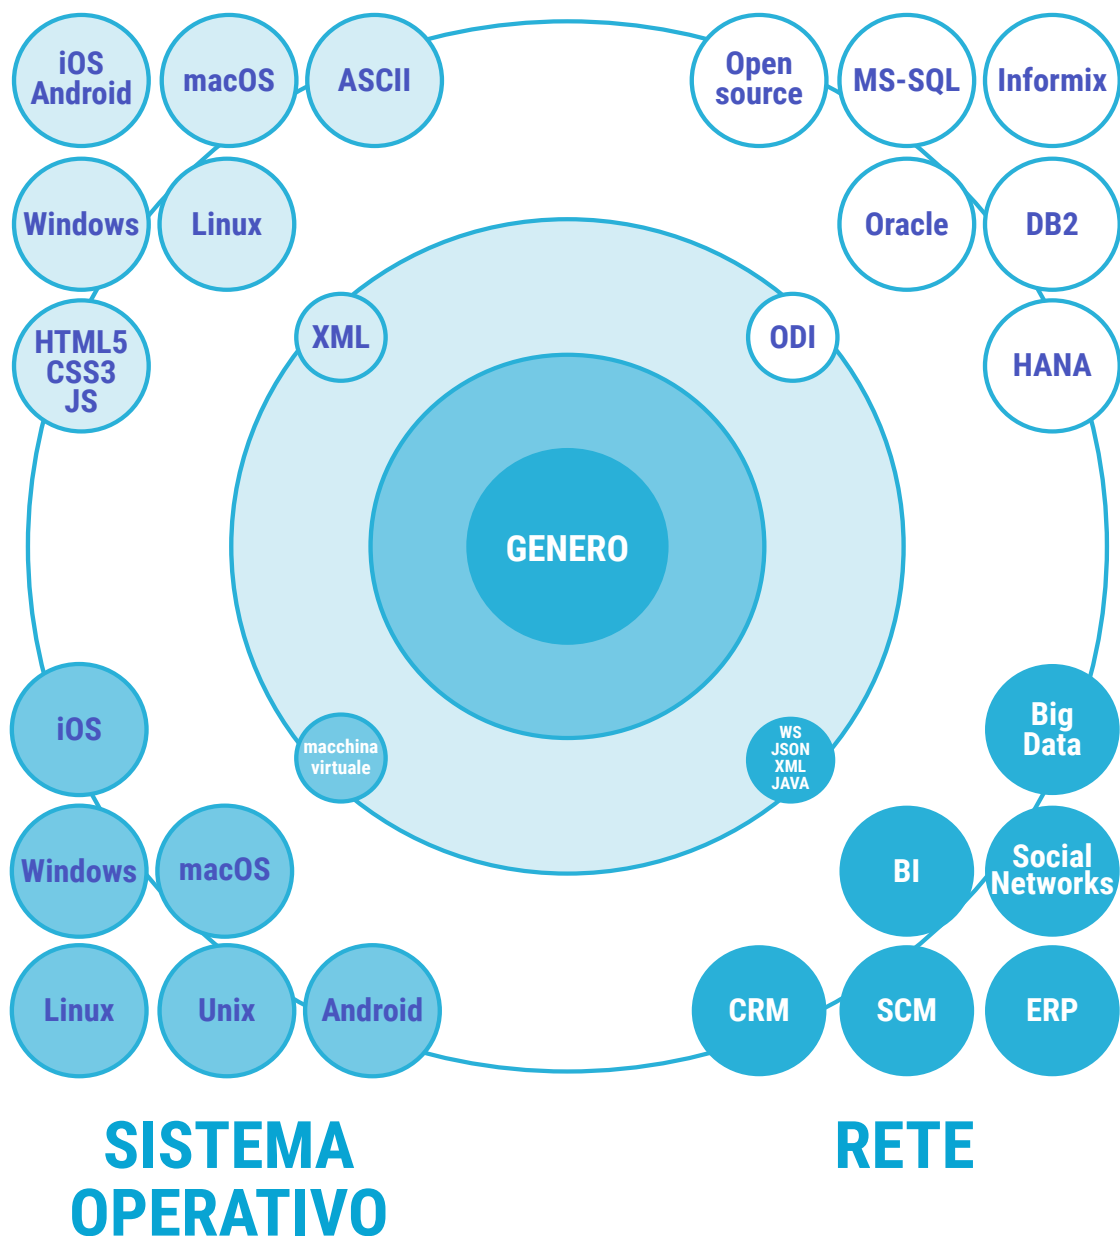 iOS
Android
macOS
ASCII
Open
source
MS-SQL
Informix
Windows
Linux
Oracle
DB2
HTML5
CSS3
JS
XML
ODI
HANA
GENERO
iOS
macchina
virtuale
WS
JSON
XML
JAVA
Big
Data
Windows
macOS
BI
Social
Networks
Linux
Unix
Android
CRM
SCM
ERP
SISTEMA
OPERATIVO
RETE